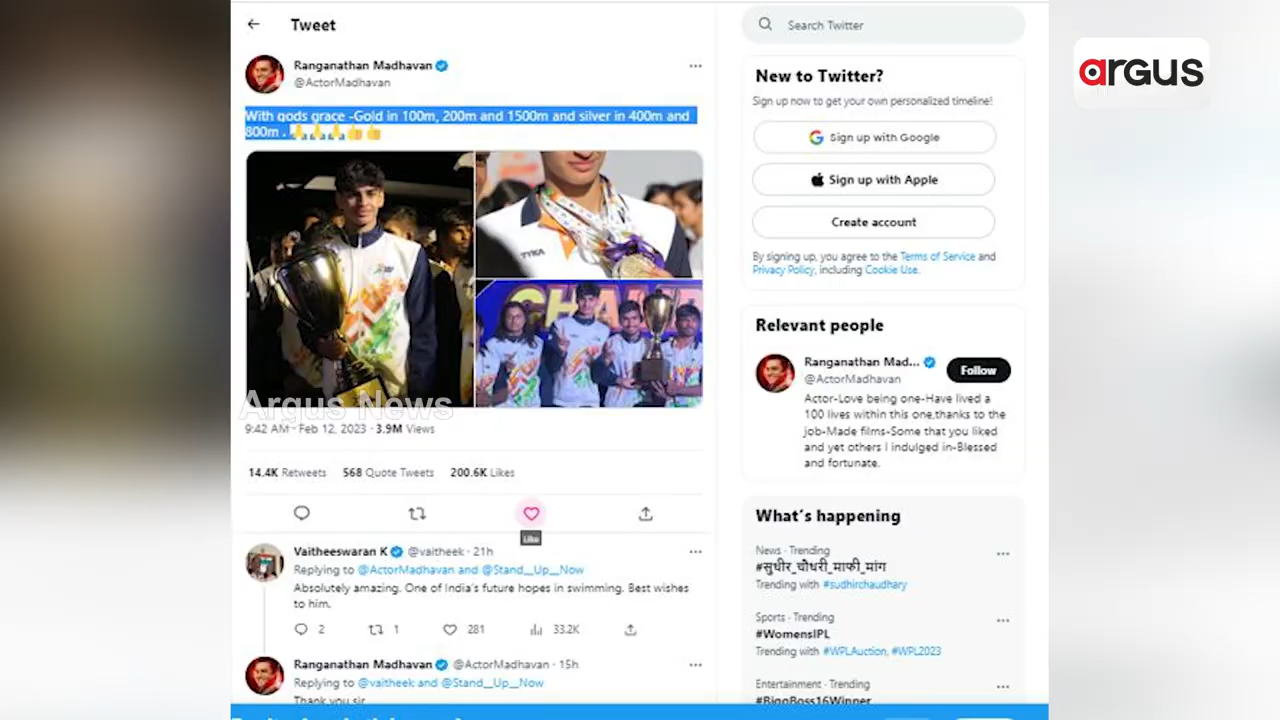 Tweet
Ranganathan Madhavan
@ActorMadhavan
With gods grace -Gold in 100m, 200m and 1500m and silver in 400m and
800m .
TYKA
CHAMP
Argus News
9:42 AM · Feb 12, 2023 · 3.9M Views
14.4K Retweets 568 Quote Tweets 200.6K Likes
Like
Vaitheeswaran K @vaitheek · 21h
Replying to @ActorMadhavan and @Stand__Up__Now
Absolutely amazing. One of India's future hopes in swimming. Best wishes
to him.
2 1 281 33.2K
Ranganathan Madhavan @ActorMadhavan · 15h
Replying to @vaitheek and @Stand__Up__Now
Thank you sir
Search Twitter
New to Twitter?
Sign up now to get your own personalized timeline!
Sign up with Google
Sign up with Apple
Create account
By signing up, you agree to the Terms of Service and
Privacy Policy, including Cookie Use.
Relevant people
Ranganathan Mad...
@ActorMadhavan
Follow
Actor-Love being one-Have lived a
100 lives within this one,thanks to the
job-Made films-Some that you liked
and yet others I indulged in-Blessed
and fortunate.
What's happening
News · Trending
#सुधीर_चौधरी_माफी_मांग
Trending with #sudhirchaudhary
Sports · Trending
#WomensIPL
Trending with #WPLAuction, #WPL2023
Entertainment · Trending
#BiggBoss16Winner
argus